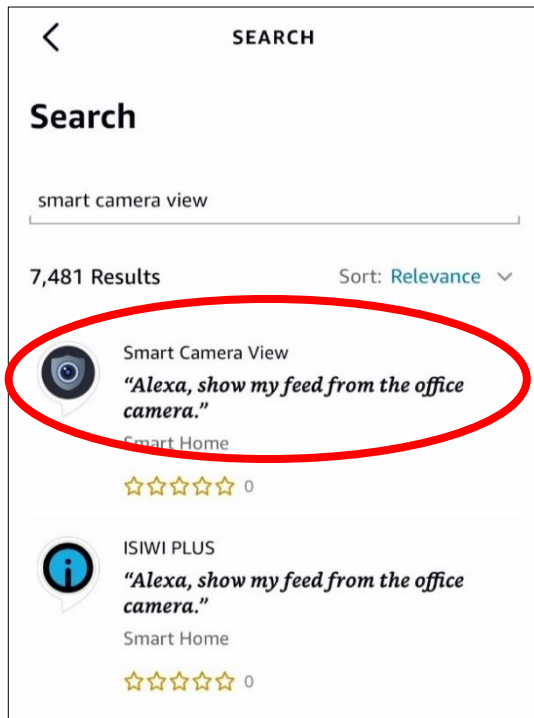 SEARCH
Search
smart camera view
7,481 Results
Sort: Relevance
Smart Camera View
“Alexa, show my feed from the office
camera.”
Smart Home
0
ISIWI PLUS
“Alexa, show my feed from the office
camera.”
Smart Home
0